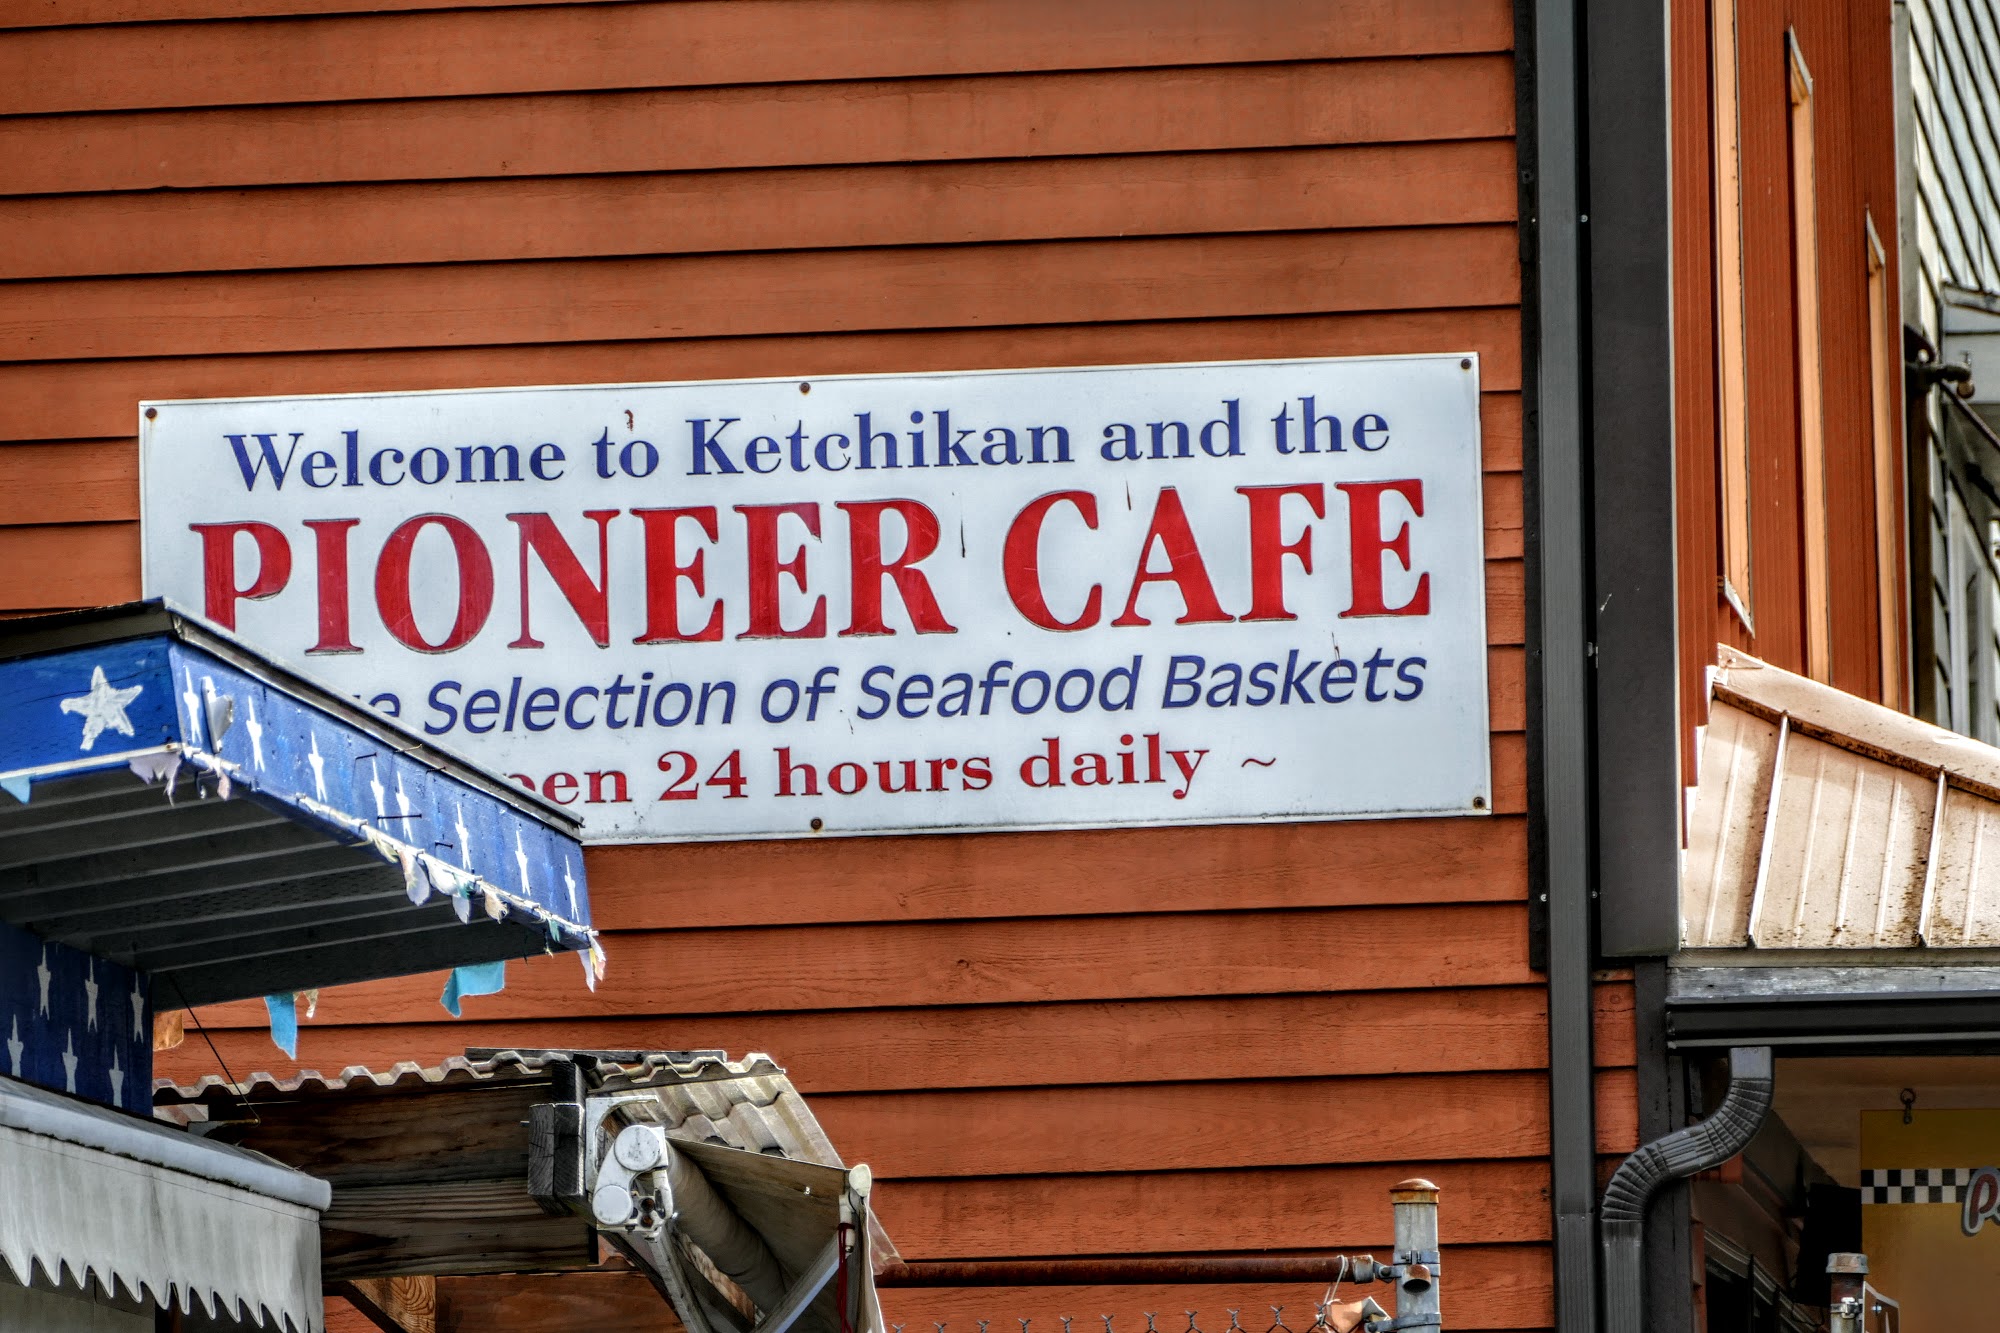 Welcome to Ketchikan and the
PIONEER CAFE
Selection of Seafood Baskets
24 hours daily ~